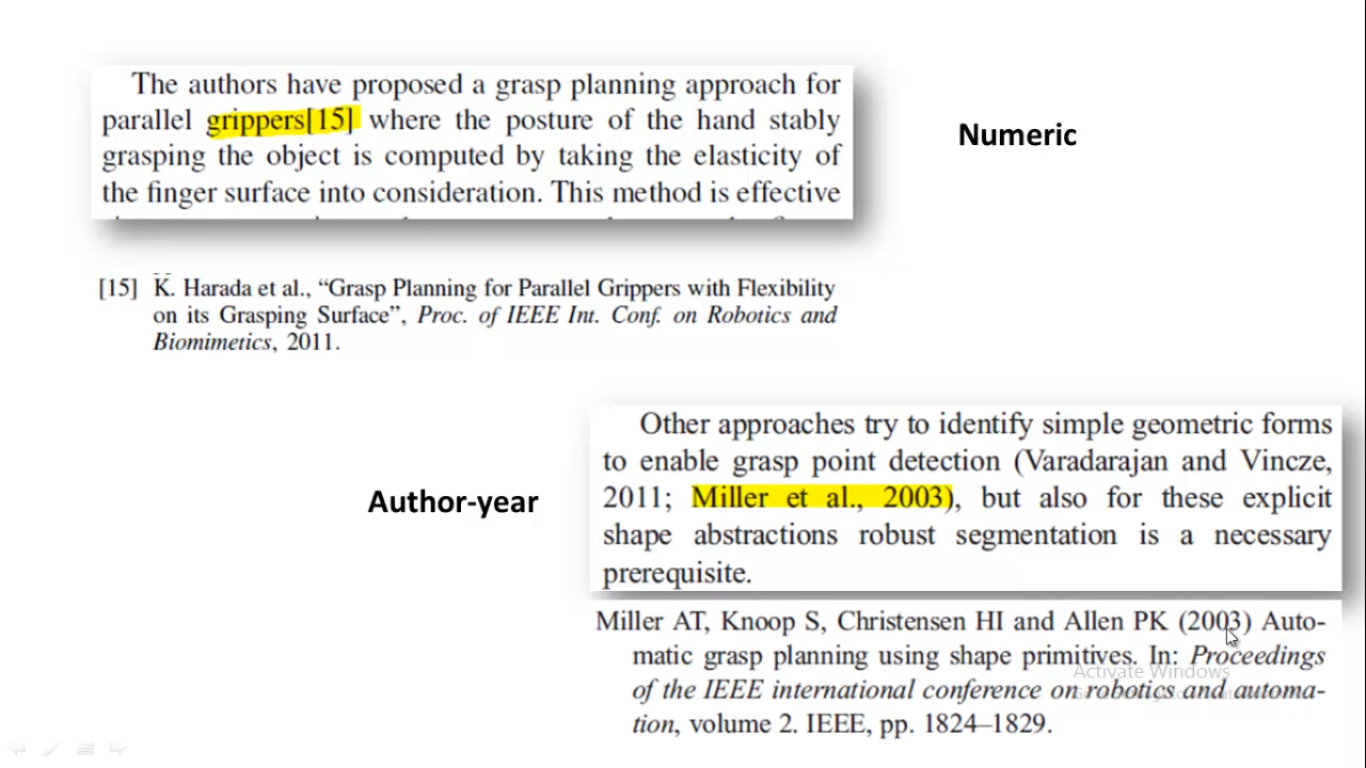 The authors have proposed a grasp planning approach for
parallel grippers[15] where the posture of the hand stably
grasping the object is computed by taking the elasticity of
the finger surface into consideration. This method is effective
Numeric
[15] K. Harada et al., “Grasp Planning for Parallel Grippers with Flexibility
on its Grasping Surface”, Proc. of IEEE Int. Conf. on Robotics and
Biomimetics, 2011.
Author-year
Other approaches try to identify simple geometric forms
to enable grasp point detection (Varadarajan and Vincze,
2011; Miller et al., 2003), but also for these explicit
shape abstractions robust segmentation is a necessary
prerequisite.
Miller AT, Knoop S, Christensen HI and Allen PK (2003) Auto-
matic grasp planning using shape primitives. In: Proceedings
of the IEEE international conference on robotics and automa-
tion, volume 2. IEEE, pp. 1824–1829.
Activate Windows